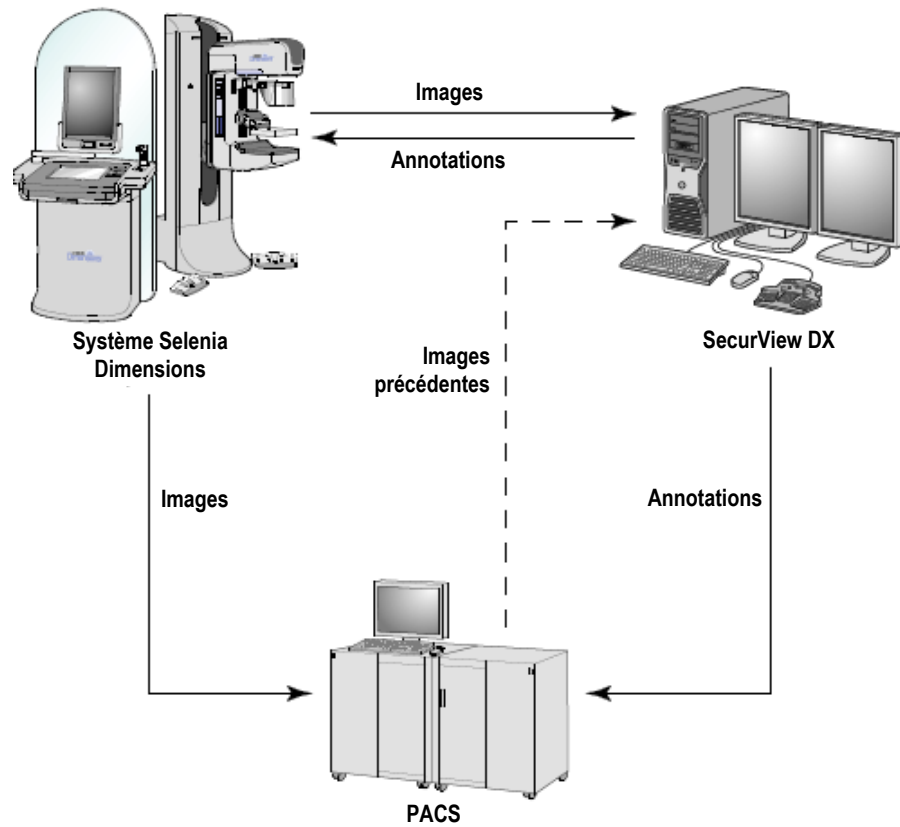 Images
Annotations
Système Selenia
Dimensions
SecurView DX
Images
précédentes
Images
Annotations
PACS